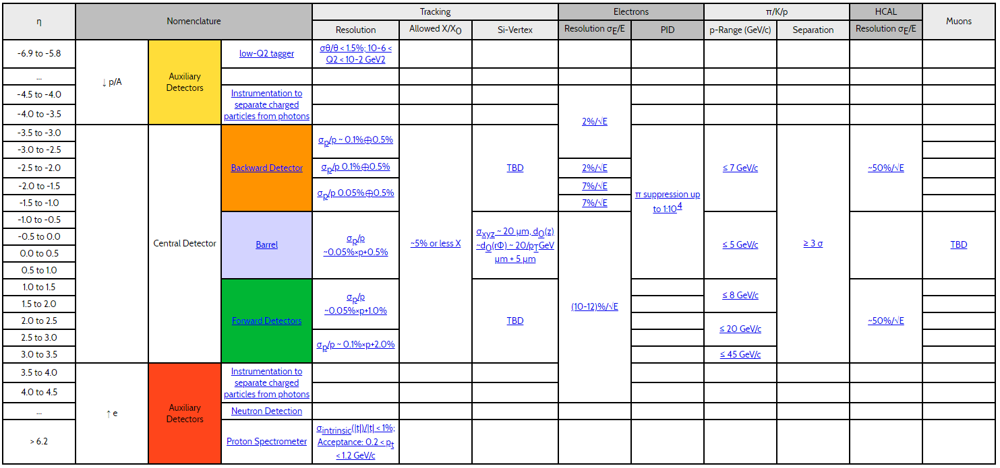 η
Nomenclature
Tracking
Electrons
π/K/p
HCAL
Muons
Resolution
Allowed X/X0
Si-Vertex
Resolution σE/E
PID
p-Range (GeV/c)
Separation
Resolution σE/E
-6.9 to -5.8
↓ p/A
Auxiliary
Detectors
low-Q2 tagger
σθ/θ < 1.5%; 10-6 <
Q2 < 10-2 GeV2
...
-4.5 to -4.0
Instrumentation to
separate charged
particles from photons
2%/√E
-4.0 to -3.5
-3.5 to -3.0
Central Detector
Backward Detector
σp/p ~ 0.1%⨁0.5%
~5% or less X
TBD
π suppression up
to 1:104
≤ 7 GeV/c
≥ 3 σ
~50%/√E
TBD
-3.0 to -2.5
-2.5 to -2.0
σp/p 0.1%⨁0.5%
2%/√E
-2.0 to -1.5
σp/p 0.05%⨁0.5%
7%/√E
-1.5 to -1.0
7%/√E
-1.0 to -0.5
Barrel
σp/p
~0.05%×p+0.5%
σxyz ~ 20 μm, d0(z)
~d0(rΦ) ~ 20/pTGeV
μm + 5 μm
(10-12)%/√E
≤ 5 GeV/c
-0.5 to 0.0
0.0 to 0.5
0.5 to 1.0
1.0 to 1.5
Forward Detectors
σp/p
~0.05%×p+1.0%
TBD
≤ 8 GeV/c
~50%/√E
1.5 to 2.0
2.0 to 2.5
≤ 20 GeV/c
2.5 to 3.0
σp/p ~ 0.1%×p+2.0%
3.0 to 3.5
≤ 45 GeV/c
3.5 to 4.0
↑ e
Auxiliary
Detectors
Instrumentation to
separate charged
particles from photons
4.0 to 4.5
...
Neutron Detection
> 6.2
Proton Spectrometer
σintrinsic(|t|)/|t| < 1%;
Acceptance: 0.2 < pt
< 1.2 GeV/c